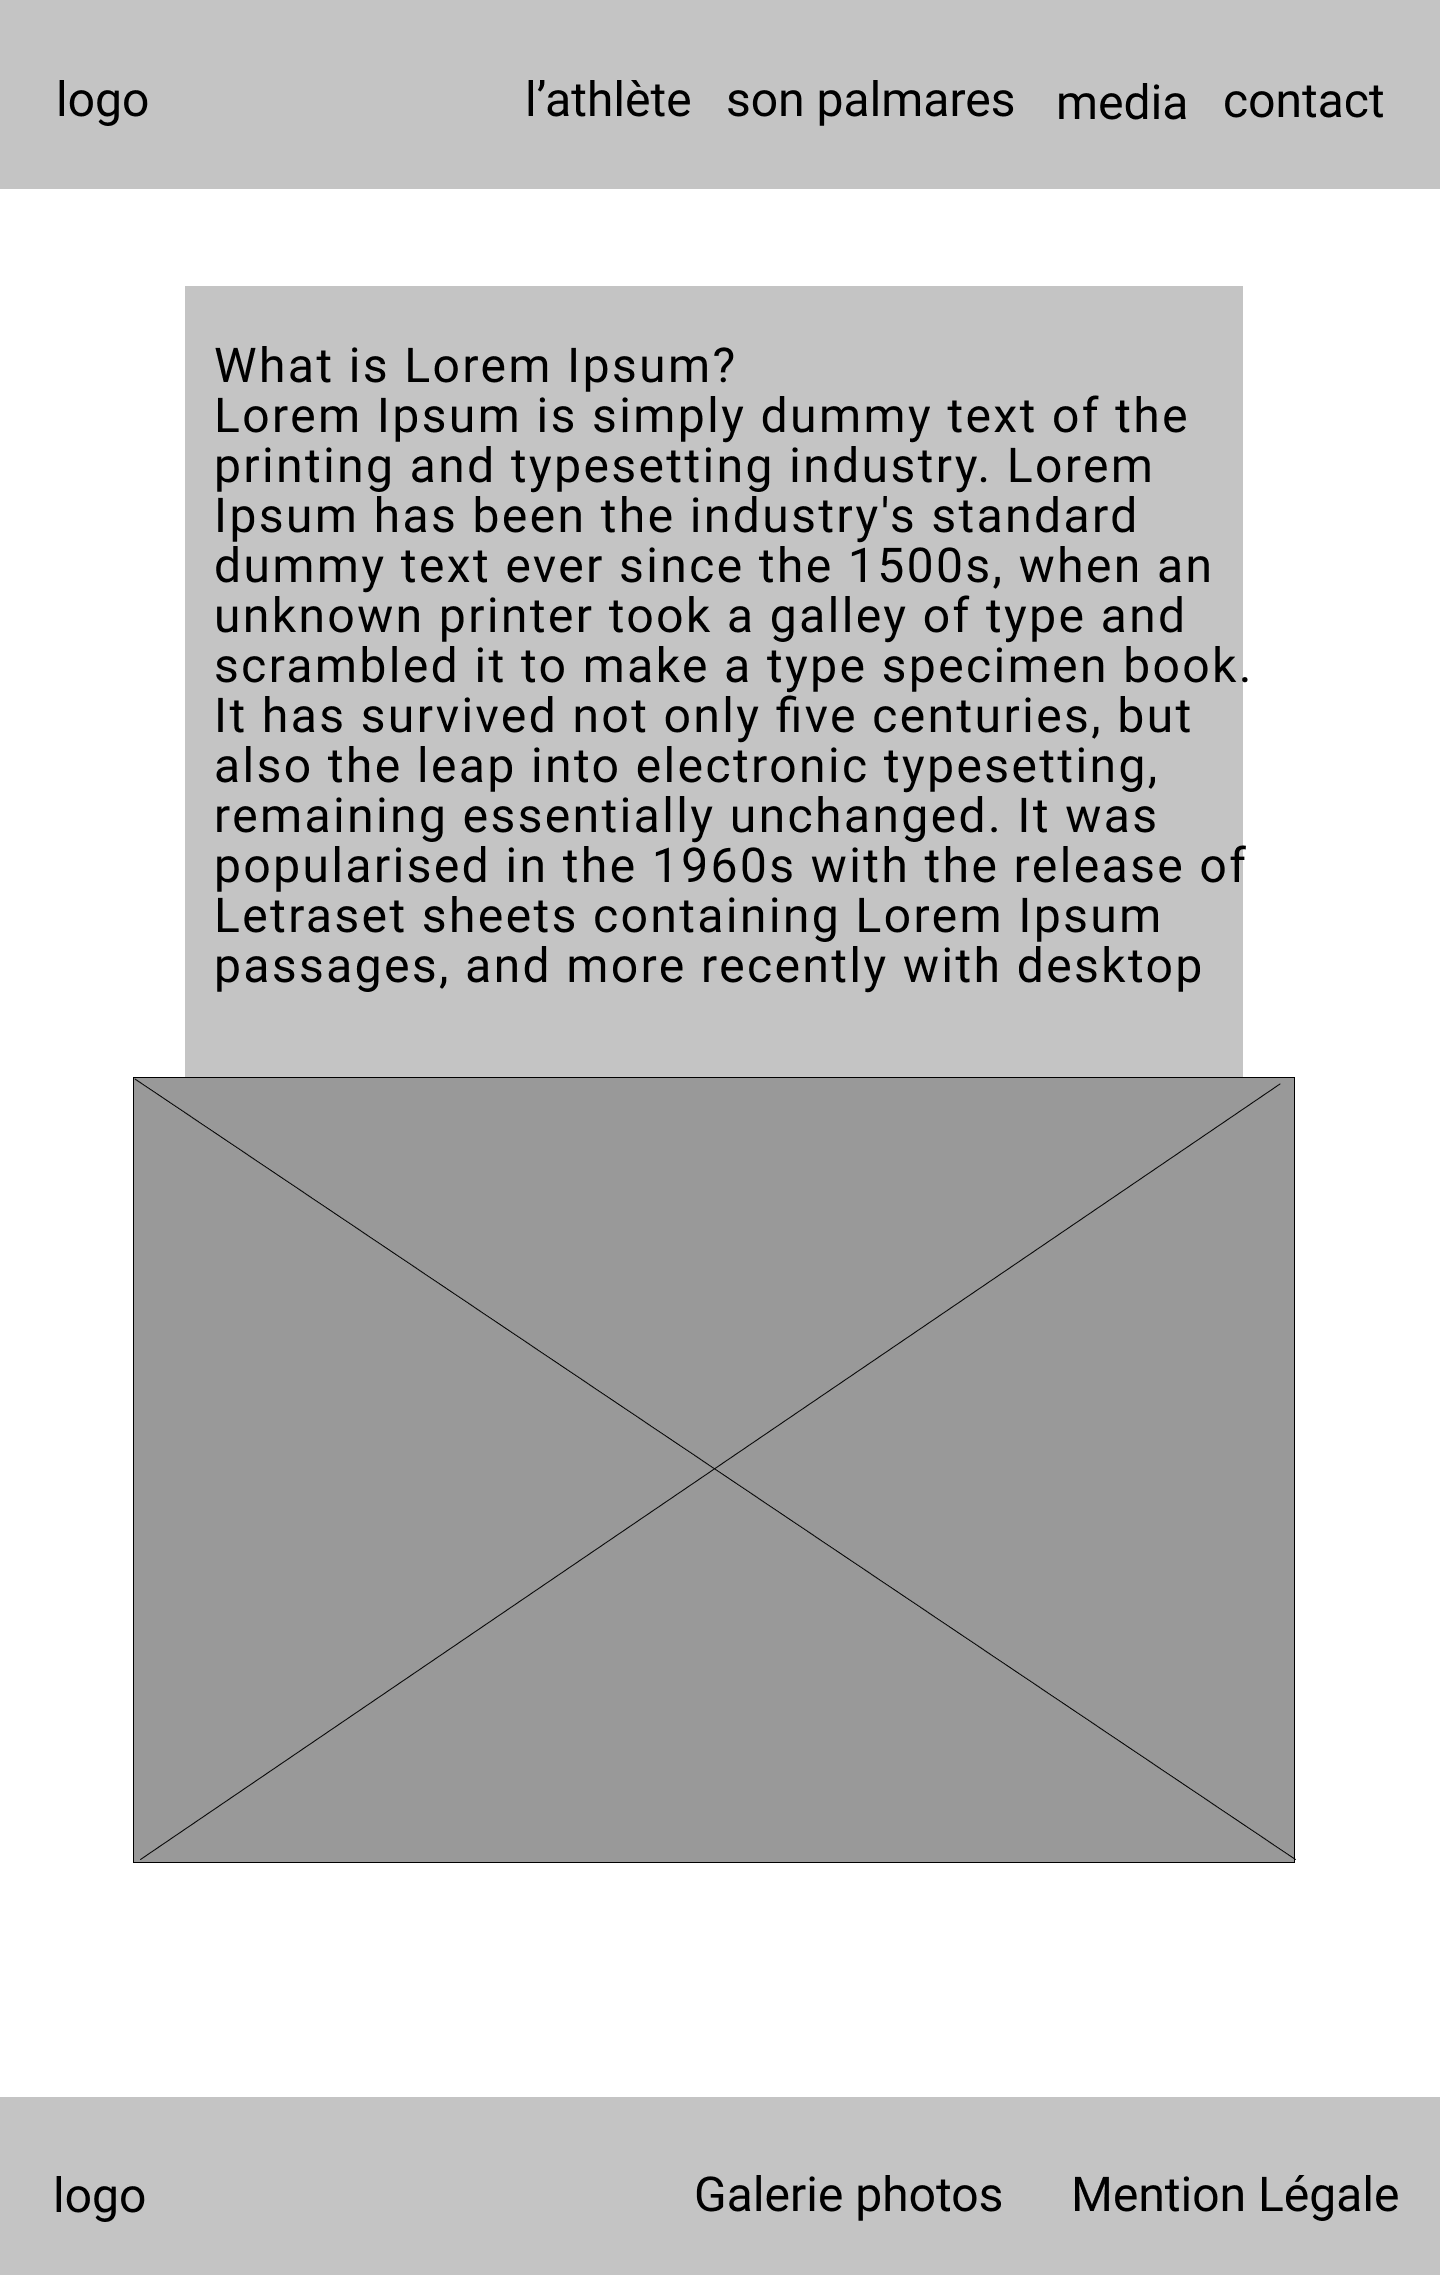 logo
l’athlète son palmares media contact
What is Lorem Ipsum?
Lorem Ipsum is simply dummy text of the
printing and typesetting industry. Lorem
Ipsum has been the industry's standard
dummy text ever since the 1500s, when an
unknown printer took a galley of type and
scrambled it to make a type specimen book.
It has survived not only five centuries, but
also the leap into electronic typesetting,
remaining essentially unchanged. It was
popularised in the 1960s with the release of
Letraset sheets containing Lorem Ipsum
passages, and more recently with desktop
logo
Galerie photos Mention Légale